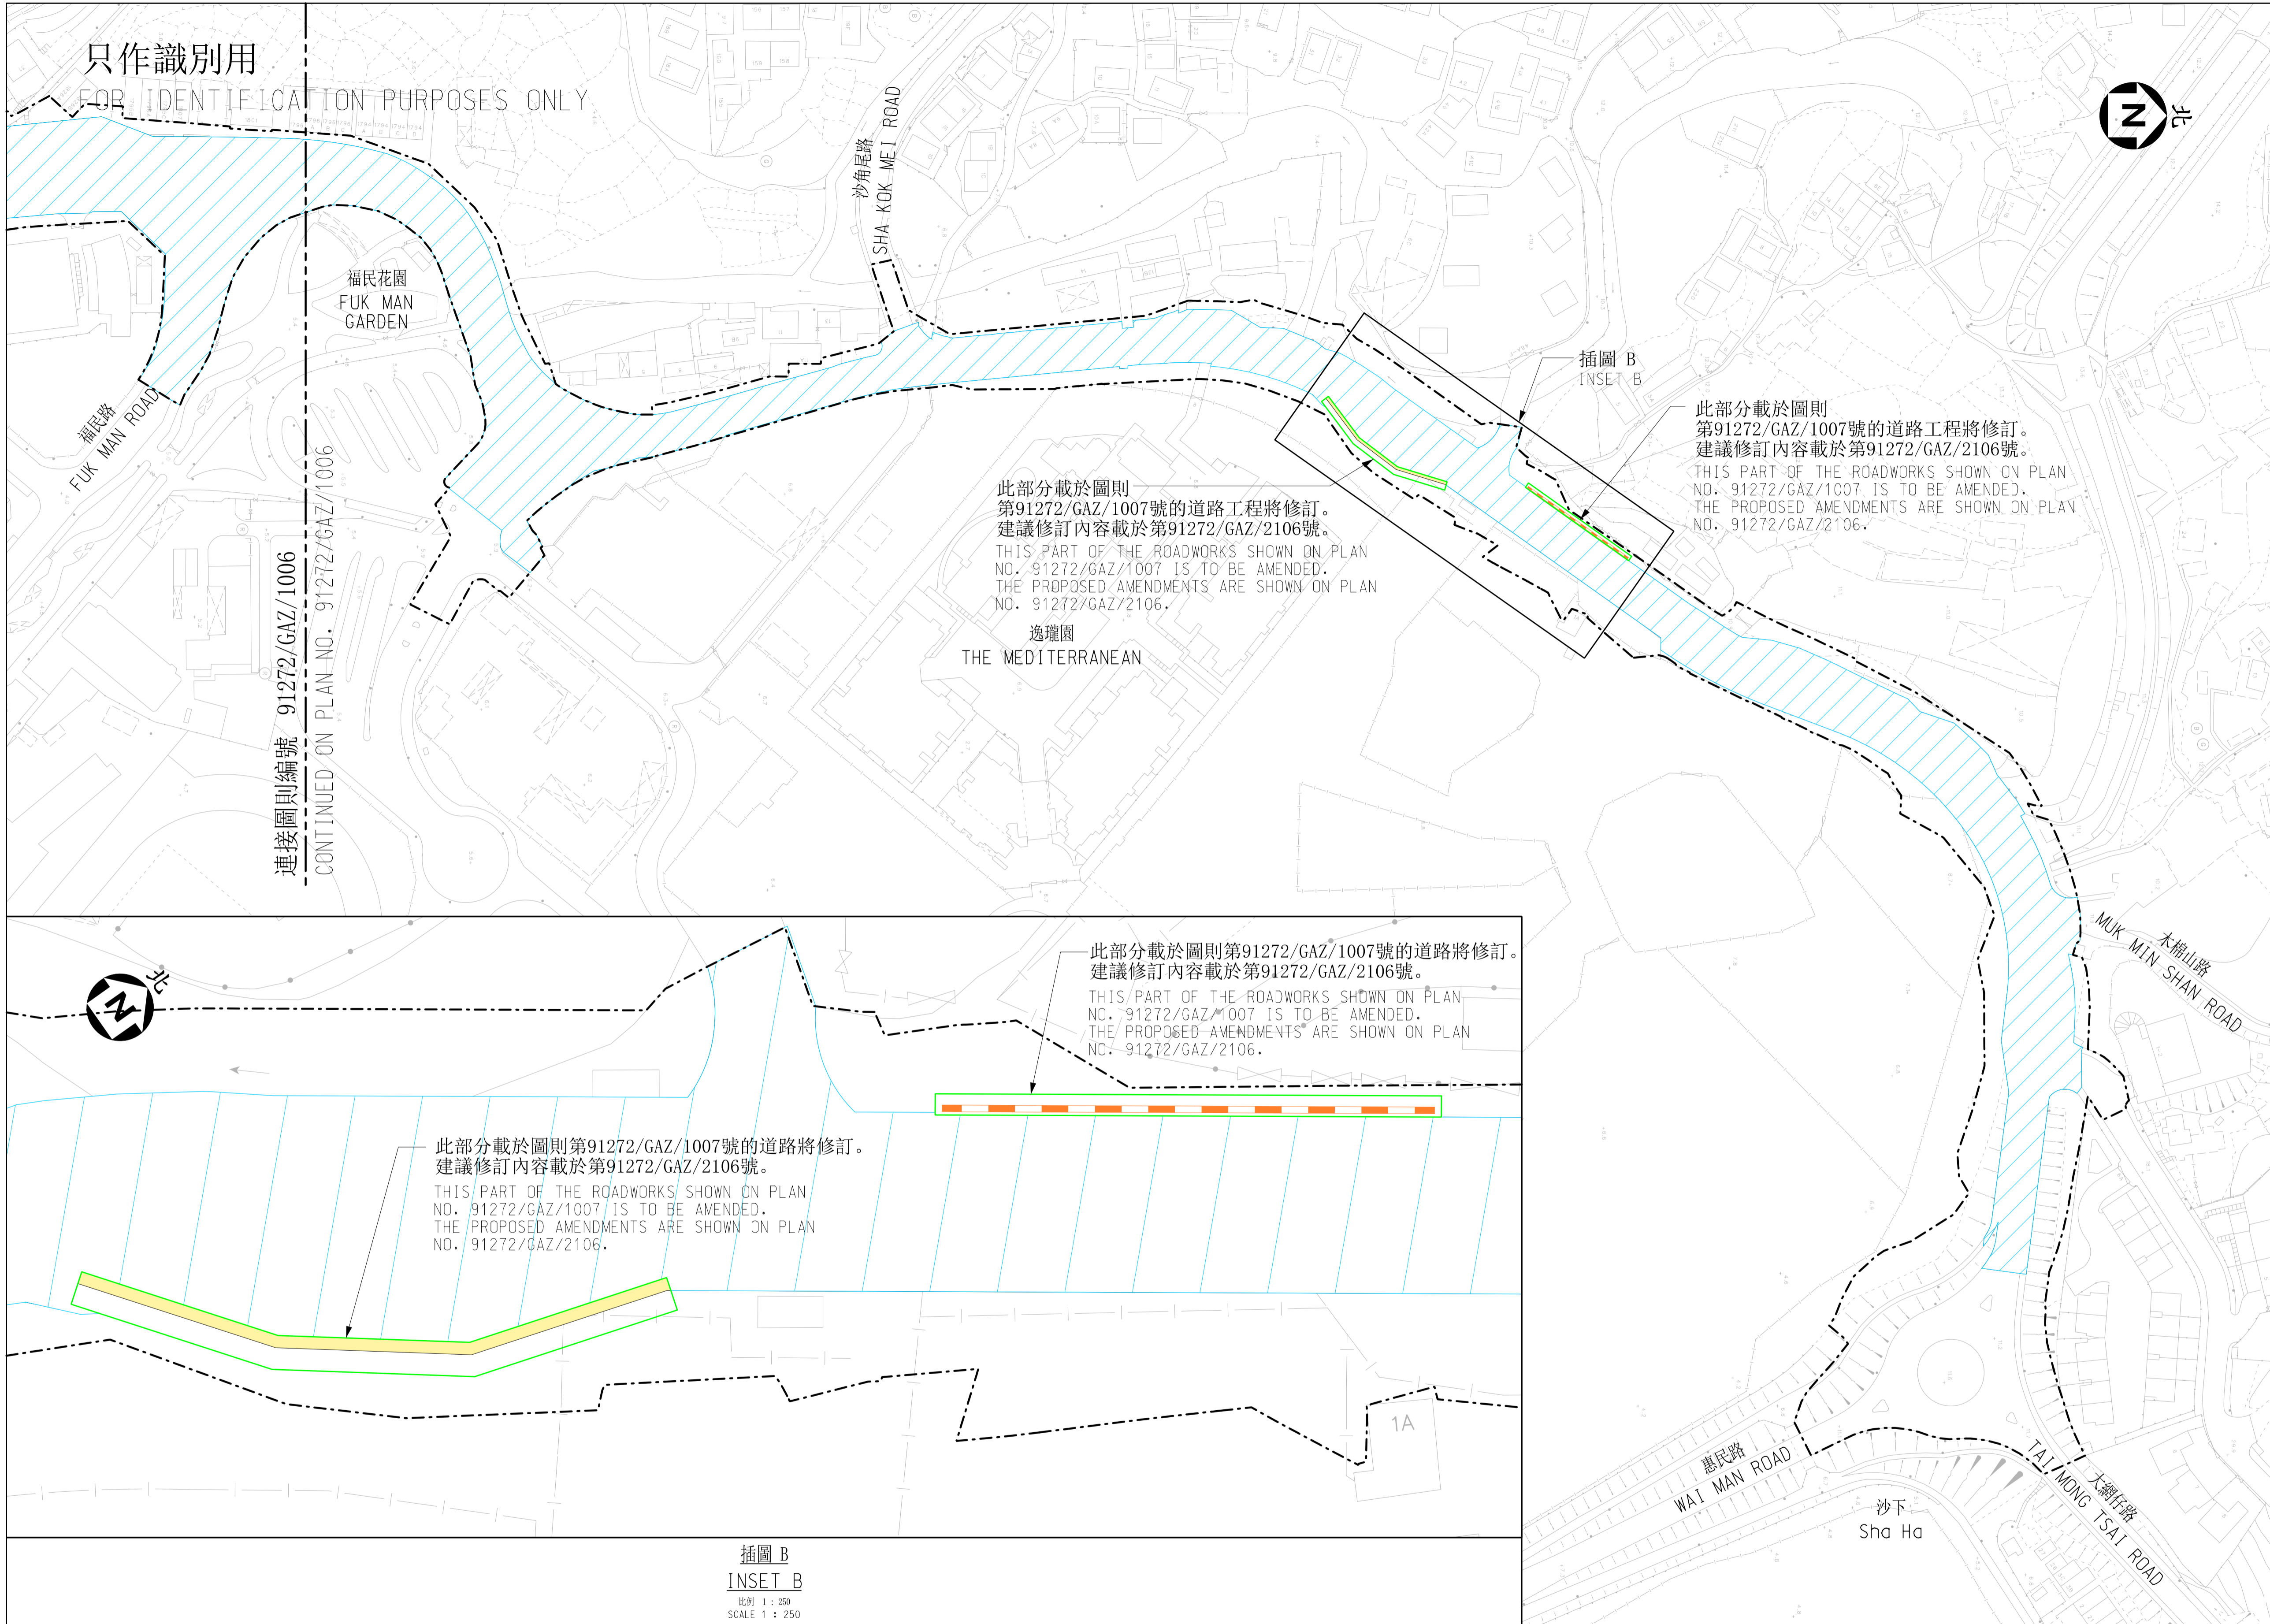 只作識別用
FOR IDENTIFICATION PURPOSES ONLY
北
N
沙角尾路
SHA KOK MEI ROAD
福民花園
FUK MAN
GARDEN
福民路
FUK MAN ROAD
連接圖則編號 91272/GAZ/1006
CONTINUED ON PLAN NO. 91272/GAZ/1006
插圖 B
INSET B
此部分載於圖則
第91272/GAZ/1007號的道路工程將修訂。
建議修訂內容載於第91272/GAZ/2106號。
THIS PART OF THE ROADWORKS SHOWN ON PLAN
NO. 91272/GAZ/1007 IS TO BE AMENDED.
THE PROPOSED AMENDMENTS ARE SHOWN ON PLAN
NO. 91272/GAZ/2106.
此部分載於圖則
第91272/GAZ/1007號的道路工程將修訂。
建議修訂內容載於第91272/GAZ/2106號。
THIS PART OF THE ROADWORKS SHOWN ON PLAN
NO. 91272/GAZ/1007 IS TO BE AMENDED.
THE PROPOSED AMENDMENTS ARE SHOWN ON PLAN
NO. 91272/GAZ/2106.
逸瓏園
THE MEDITERRANEAN
木棉山路
MUK MIN SHAN ROAD
惠民路
WAI MAN ROAD
沙下
Sha Ha
大網仔路
TAI MONG TSAI ROAD
北
N
此部分載於圖則第91272/GAZ/1007號的道路將修訂。
建議修訂內容載於第91272/GAZ/2106號。
THIS PART OF THE ROADWORKS SHOWN ON PLAN
NO. 91272/GAZ/1007 IS TO BE AMENDED.
THE PROPOSED AMENDMENTS ARE SHOWN ON PLAN
NO. 91272/GAZ/2106.
此部分載於圖則第91272/GAZ/1007號的道路將修訂。
建議修訂內容載於第91272/GAZ/2106號。
THIS PART OF THE ROADWORKS SHOWN ON PLAN
NO. 91272/GAZ/1007 IS TO BE AMENDED.
THE PROPOSED AMENDMENTS ARE SHOWN ON PLAN
NO. 91272/GAZ/2106.
1A
插圖 B
INSET B
比例 1 : 250
SCALE 1 : 250